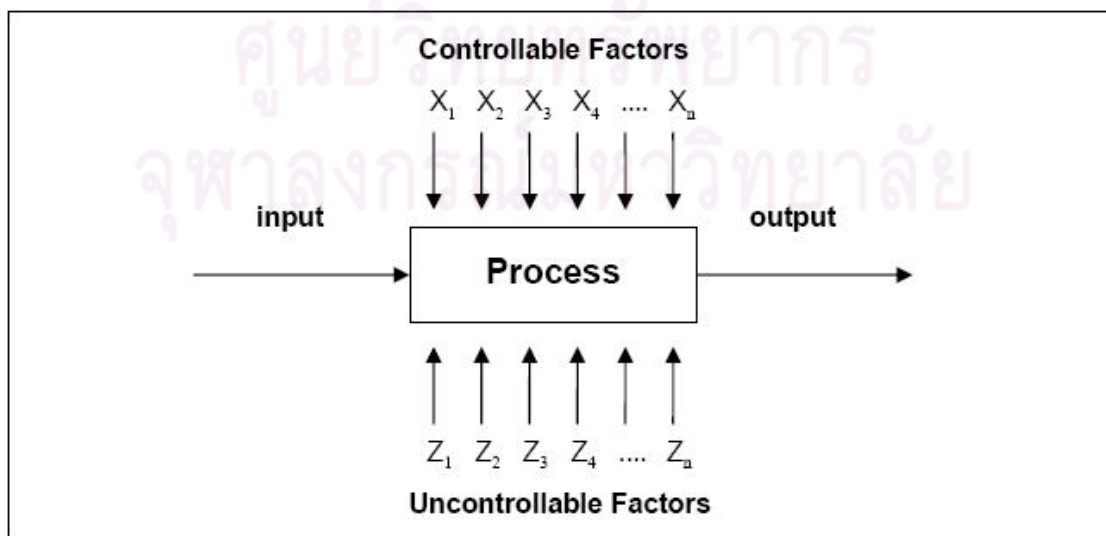 ศูนย์วิทยทรัพยากร
Controllable Factors
X₁ X₂ X₃ X₄ .... Xₙ
จุฬาลงกรณ์มหาวิทยาลัย
input
output
Process
Z₁ Z₂ Z₃ Z₄ .... Zₙ
Uncontrollable Factors